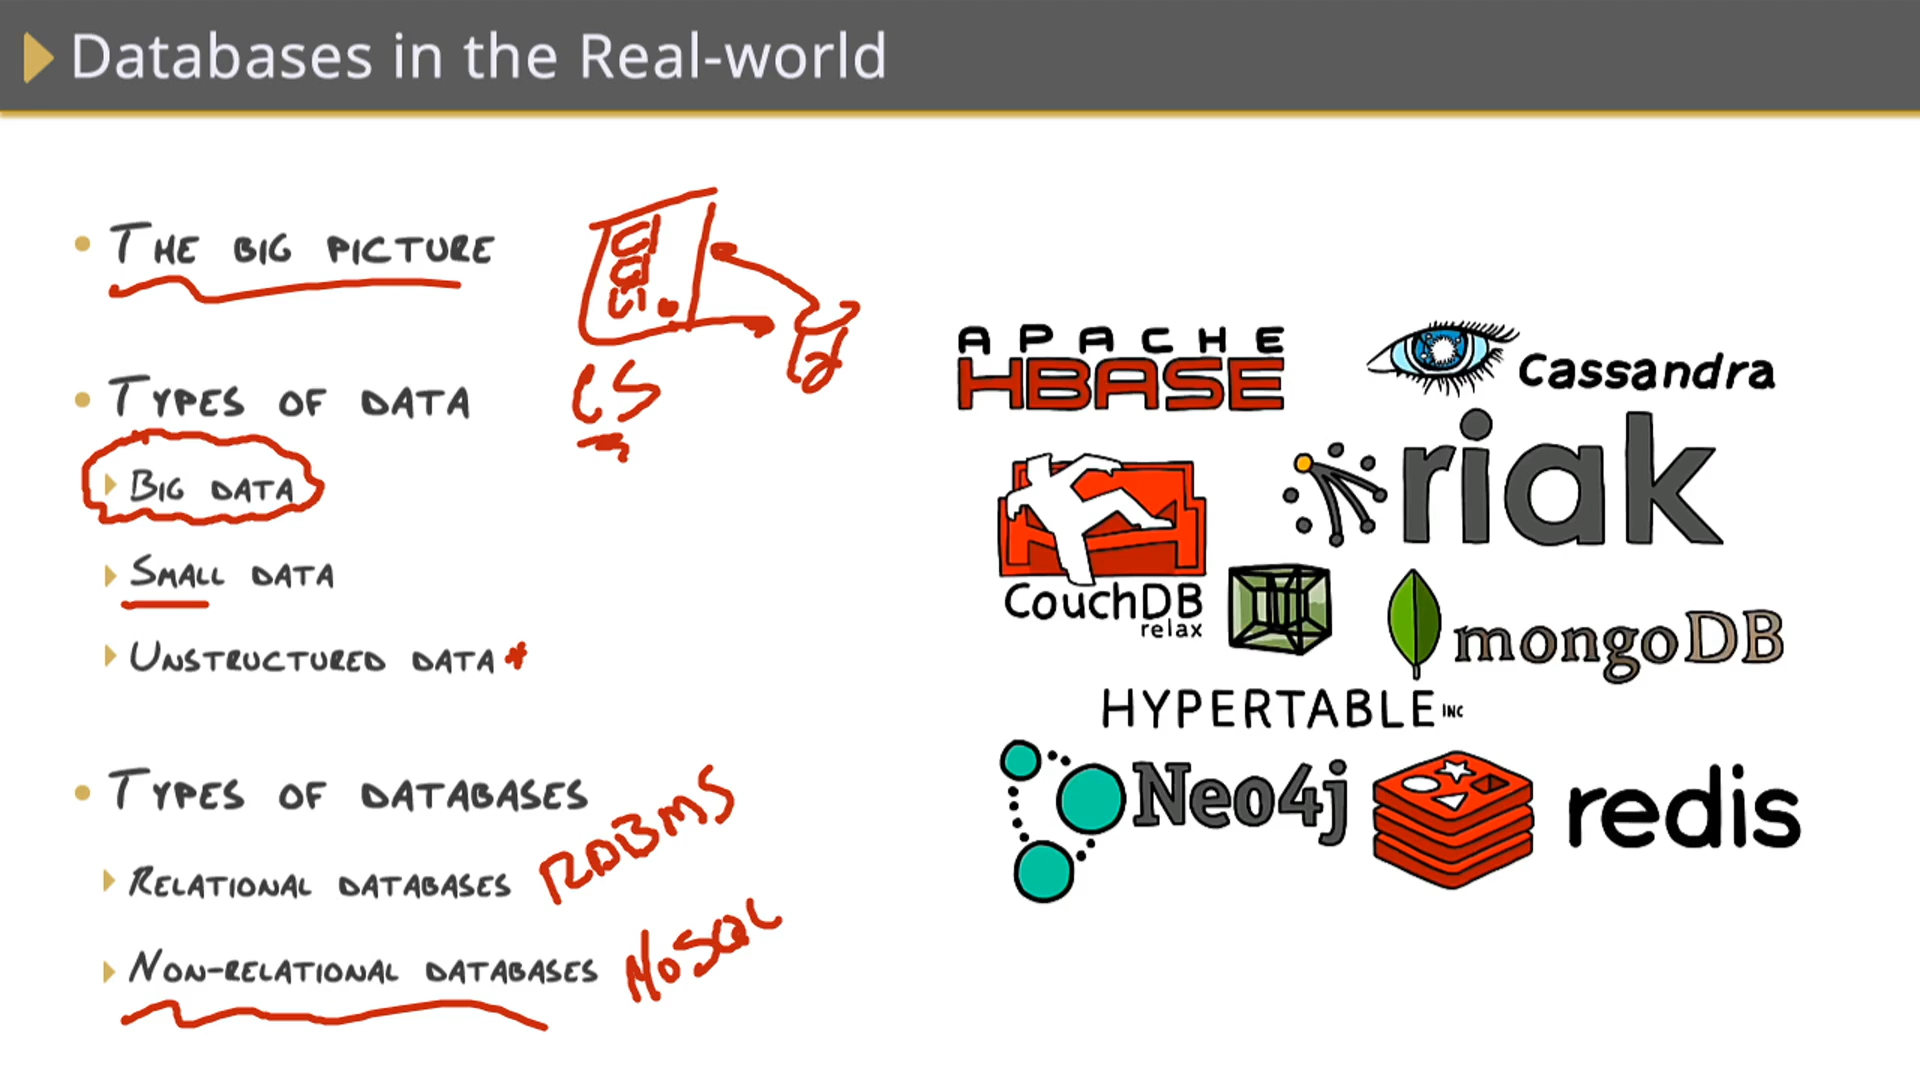 Databases in the Real-world
The big picture
Types of data
CS
Big data
Small data
Unstructured data*
Types of databases
Relational databases
RDBMS
Non-relational databases
NoSQL
APACHE
HBASE
Cassandra
riak
CouchDB
relax
mongoDB
HYPERTABLE INC
Neo4j
redis